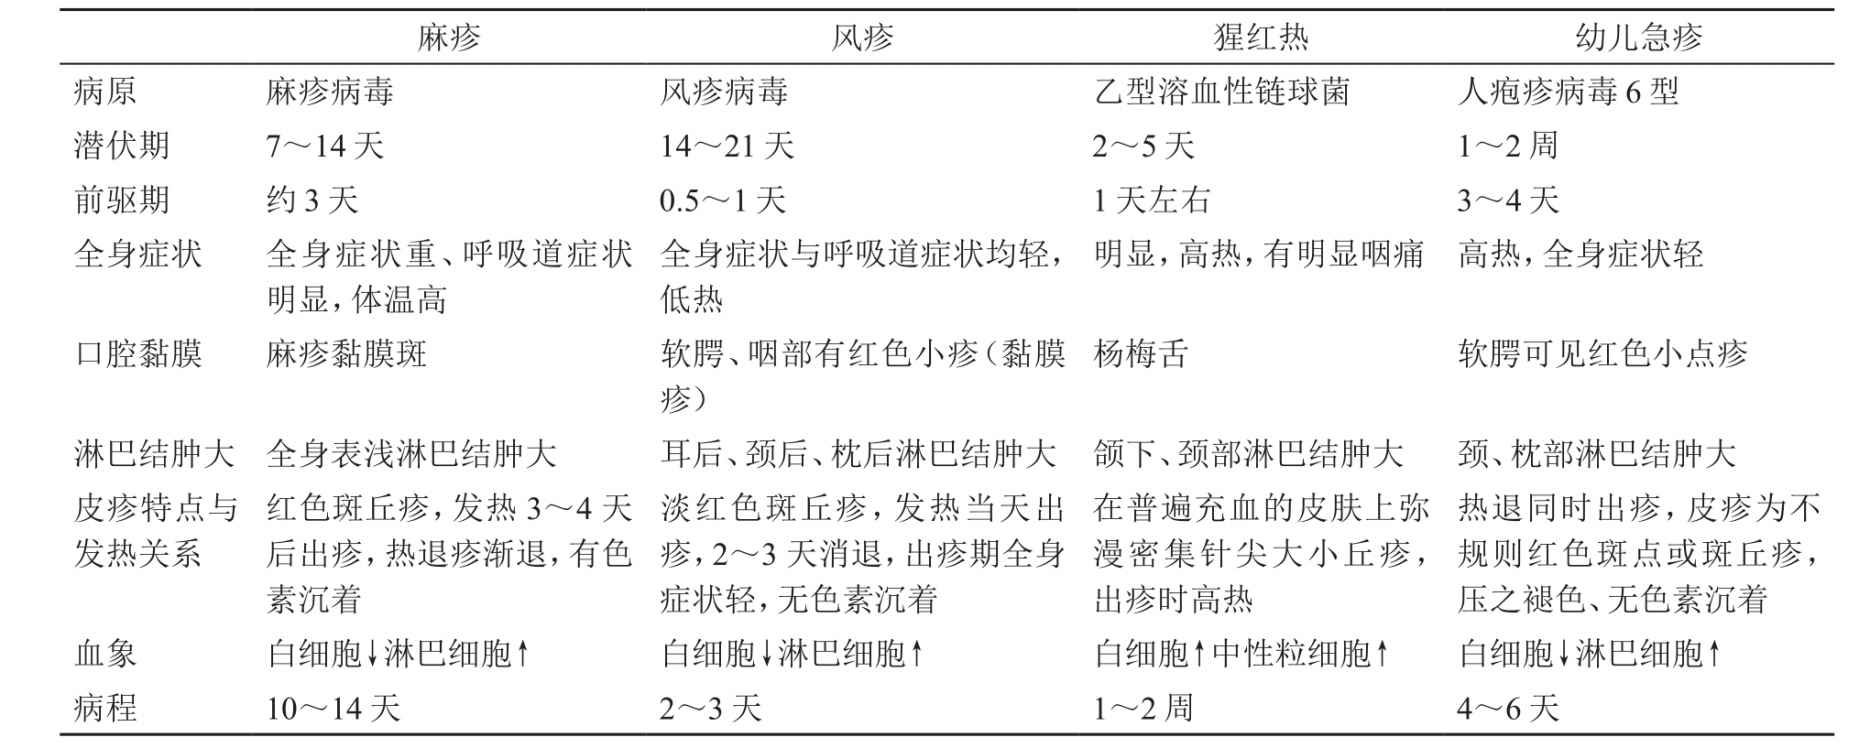 麻疹 风疹 猩红热 幼儿急疹
病原 麻疹病毒 风疹病毒 乙型溶血性链球菌 人疱疹病毒 6 型
潜伏期 7～14 天 14～21 天 2～5 天 1～2 周
前驱期 约 3 天 0.5～1 天 1 天左右 3～4 天
全身症状 全身症状重、呼吸道症状 全身症状与呼吸道症状均轻， 明显，高热，有明显咽痛 高热，全身症状轻
明显，体温高 低热
口腔黏膜 麻疹黏膜斑 软腭、咽部有红色小疹（黏膜 杨梅舌 软腭可见红色小点疹
疹）
淋巴结肿大 全身表浅淋巴结肿大 耳后、颈后、枕后淋巴结肿大 颌下、颈部淋巴结肿大 颈、枕部淋巴结肿大
皮疹特点与 红色斑丘疹，发热 3～4 天 淡红色斑丘疹，发热当天出 在普遍充血的皮肤上弥 热退同时出疹，皮疹为不
发热关系 后出疹，热退疹渐退，有色 疹，2～3 天消退，出疹期全身 漫密集针尖大小丘疹， 规则红色斑点或斑丘疹，
素沉着 症状轻，无色素沉着 出疹时高热 压之褪色、无色素沉着
血象 白细胞↓淋巴细胞↑ 白细胞↓淋巴细胞↑ 白细胞↑中性粒细胞↑ 白细胞↓淋巴细胞↑
病程 10～14 天 2～3 天 1～2 周 4～6 天